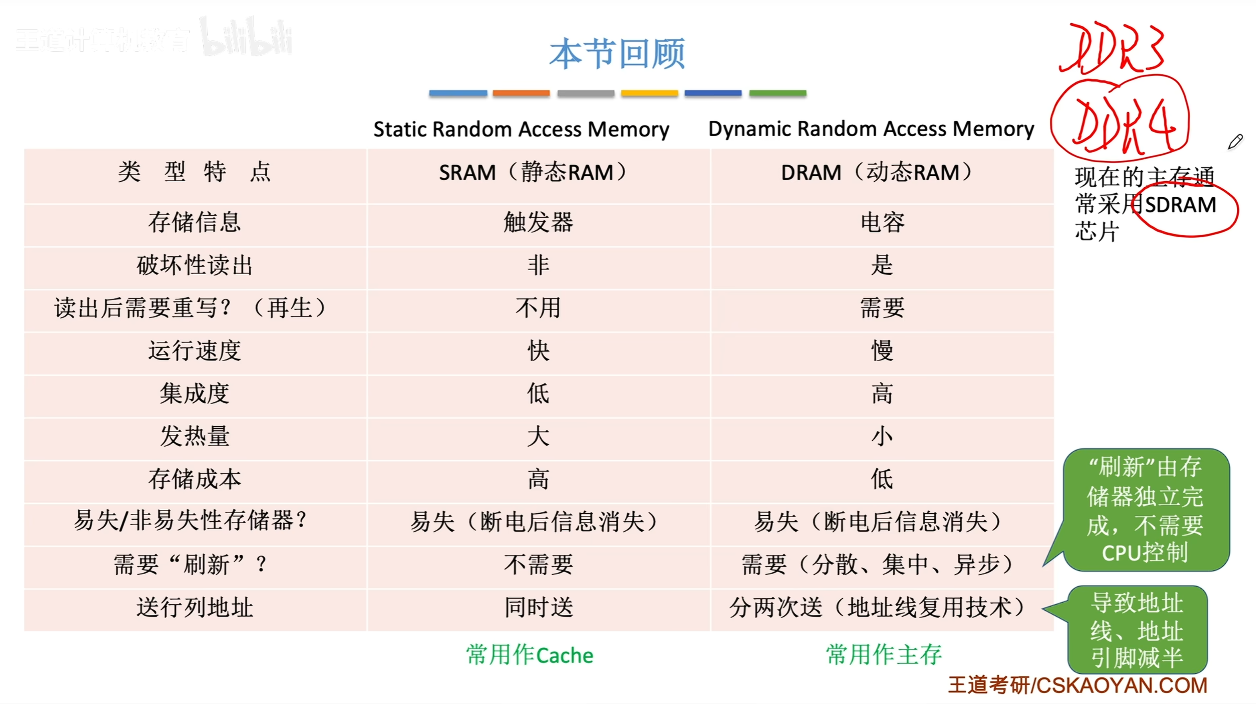 王道计算机教育 bilibili
本节回顾
DDR3
DDR4
现在的主存通
常采用SDRAM
芯片
Static Random Access Memory
Dynamic Random Access Memory
类 型 特 点
SRAM（静态RAM）
DRAM（动态RAM）
存储信息
触发器
电容
破坏性读出
非
是
读出后需要重写？（再生）
不用
需要
运行速度
快
慢
集成度
低
高
发热量
大
小
存储成本
高
低
易失/非易失性存储器？
易失（断电后信息消失）
易失（断电后信息消失）
需要“刷新”？
不需要
需要（分散、集中、异步）
送行列地址
同时送
分两次送（地址线复用技术）
“刷新”由存
储器独立完
成，不需要
CPU控制
导致地址
线、地址
引脚减半
常用作Cache
常用作主存
王道考研/CSKAOYAN.COM